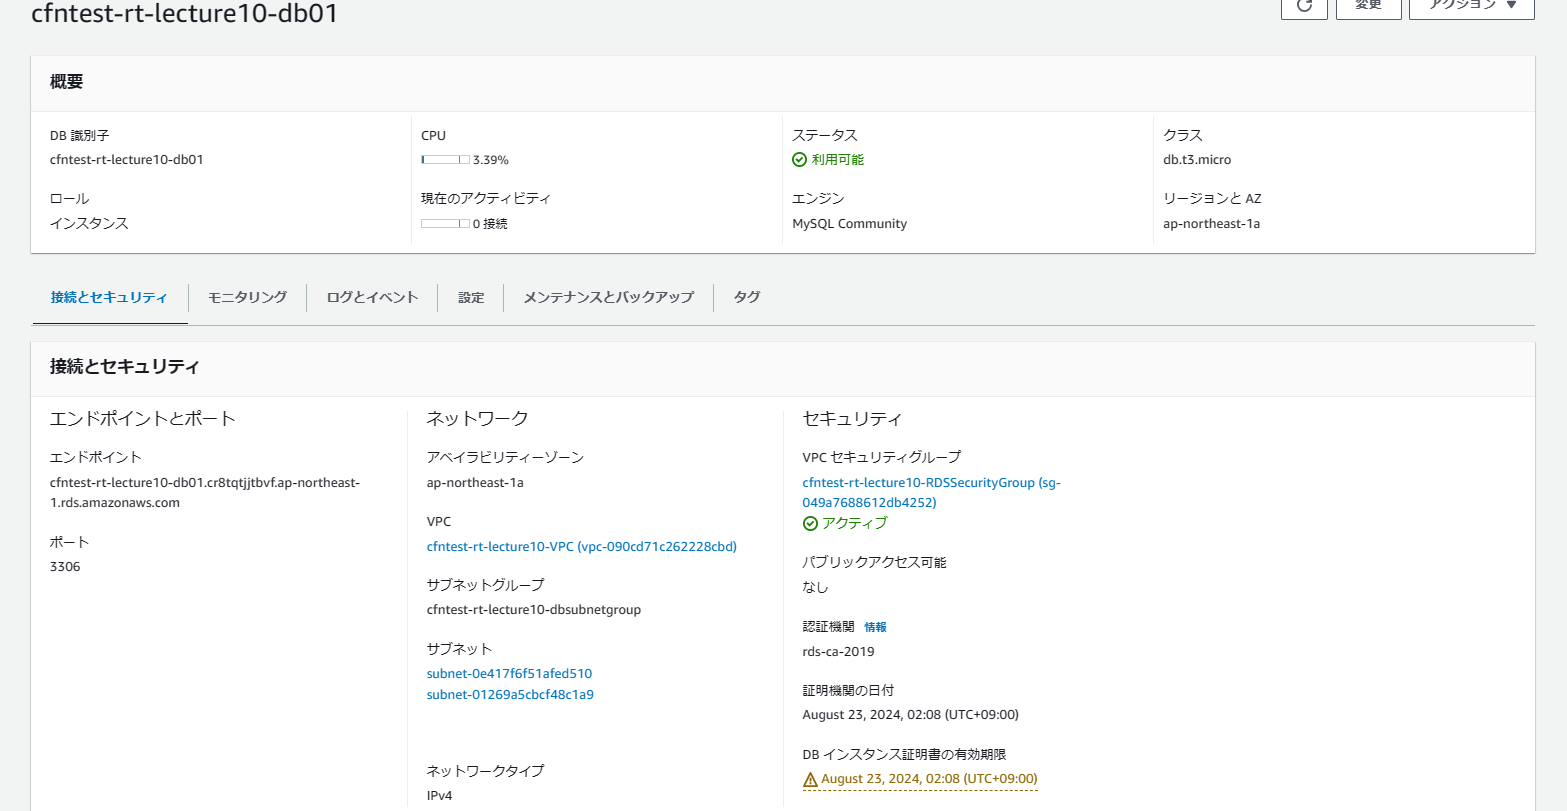 cfntest-rt-lecture10-db01
変更
アクション
概要
DB 識別子
cfntest-rt-lecture10-db01
ロール
インスタンス
CPU
3.39%
現在のアクティビティ
0 接続
ステータス
利用可能
エンジン
MySQL Community
クラス
db.t3.micro
リージョンと AZ
ap-northeast-1a
接続とセキュリティ
モニタリング
ログとイベント
設定
メンテナンスとバックアップ
タグ
接続とセキュリティ
エンドポイントとポート
エンドポイント
cfntest-rt-lecture10-db01.cr8tqtjjtbvf.ap-northeast-
1.rds.amazonaws.com
ポート
3306
ネットワーク
アベイラビリティーゾーン
ap-northeast-1a
VPC
cfntest-rt-lecture10-VPC (vpc-090cd71c262228cbd)
サブネットグループ
cfntest-rt-lecture10-dbsubnetgroup
サブネット
subnet-0e417f6f51afed510
subnet-01269a5cbcf48c1a9
ネットワークタイプ
IPv4
セキュリティ
VPC セキュリティグループ
cfntest-rt-lecture10-RDSSecurityGroup (sg-
049a7688612db4252)
アクティブ
パブリックアクセス可能
なし
認証機関 情報
rds-ca-2019
証明機関の日付
August 23, 2024, 02:08 (UTC+09:00)
DB インスタンス証明書の有効期限
August 23, 2024, 02:08 (UTC+09:00)